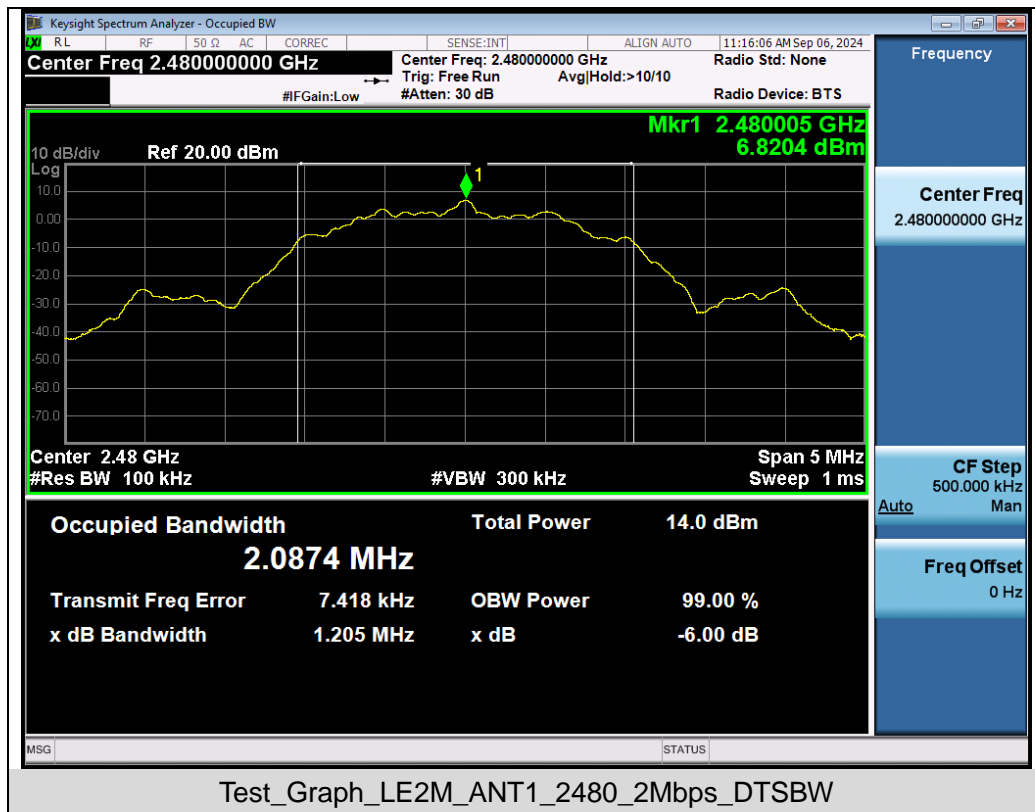 Keysight Spectrum Analyzer - Occupied BW
LXI RL RF 50 Ω AC CORREC SENSE:INT ALIGN AUTO 11:16:06 AM Sep 06, 2024
Center Freq 2.480000000 GHz
Center Freq: 2.480000000 GHz
Radio Std: None
Trig: Free Run Avg|Hold:>10/10
#IFGain:Low
#Atten: 30 dB
Radio Device: BTS
Mkr1 2.480005 GHz
6.8204 dBm
10 dB/div Ref 20.00 dBm
Log
1
10.0
0.00
-10.0
-20.0
-30.0
-40.0
-50.0
-60.0
-70.0
Center 2.48 GHz
Span 5 MHz
#Res BW 100 kHz
#VBW 300 kHz
Sweep 1 ms
Occupied Bandwidth
2.0874 MHz
Total Power 14.0 dBm
Transmit Freq Error 7.418 kHz
OBW Power 99.00 %
x dB Bandwidth 1.205 MHz
x dB -6.00 dB
Frequency
Center Freq
2.480000000 GHz
CF Step
500.000 kHz
Auto Man
Freq Offset
0 Hz
MSG
STATUS
Test_Graph_LE2M_ANT1_2480_2Mbps_DTSBW